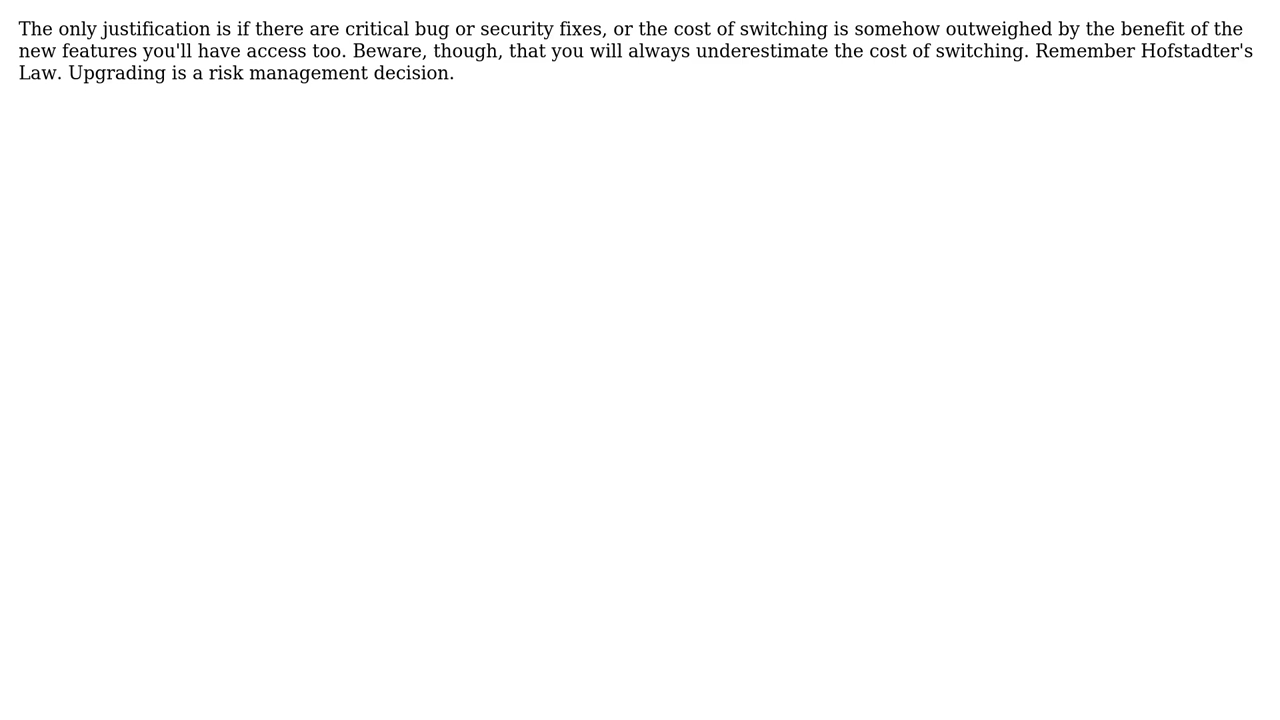 The only justification is if there are critical bug or security fixes, or the cost of switching is somehow outweighed by the benefit of the
new features you'll have access too. Beware, though, that you will always underestimate the cost of switching. Remember Hofstadter's
Law. Upgrading is a risk management decision.